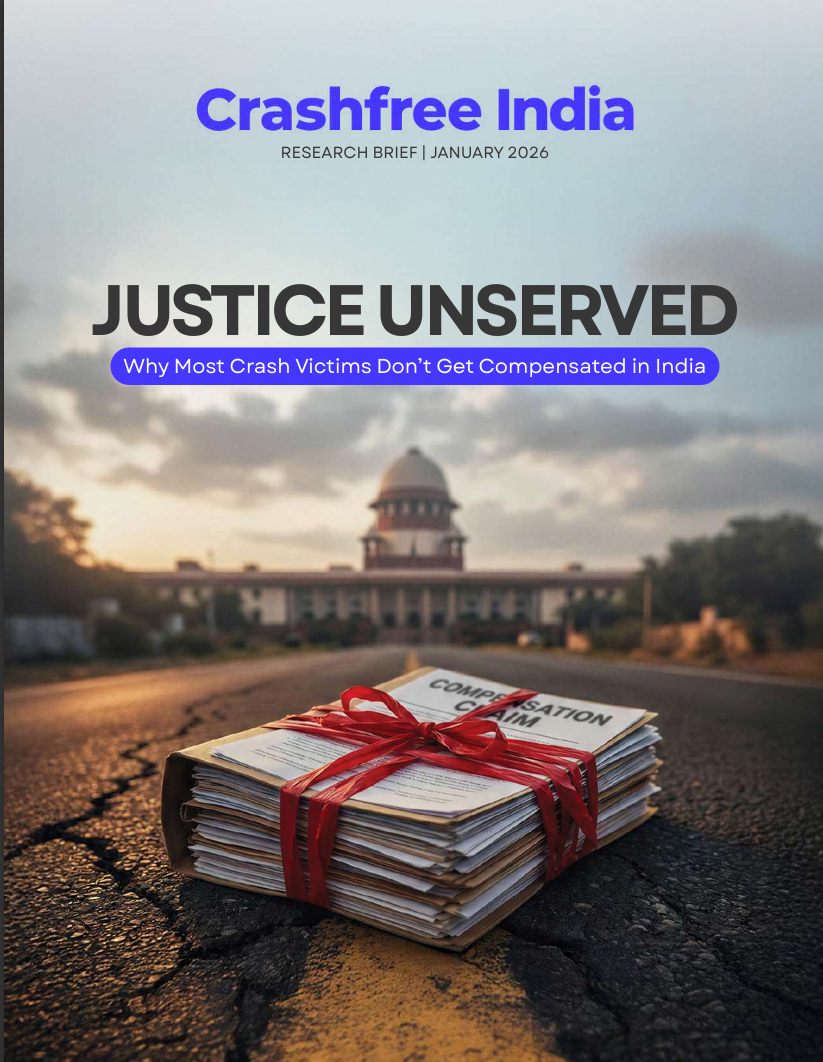 Crashfree India
RESEARCH BRIEF | JANUARY 2026
JUSTICE UNSERVED
Why Most Crash Victims Don't Get Compensated in India
COMPENSATION
CLAIM